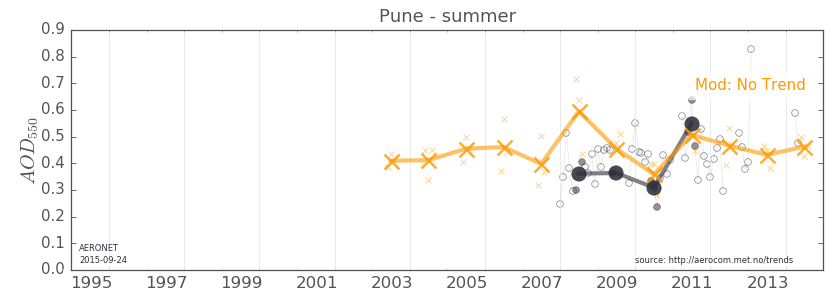 Pune - summer
0.9
0.8
0.7
0.6
0.5
0.4
0.3
0.2
0.1
0.0
AOD550
Mod: No Trend
AERONET
2015-09-24
source: http://aerocom.met.no/trends
1995 1997 1999 2001 2003 2005 2007 2009 2011 2013